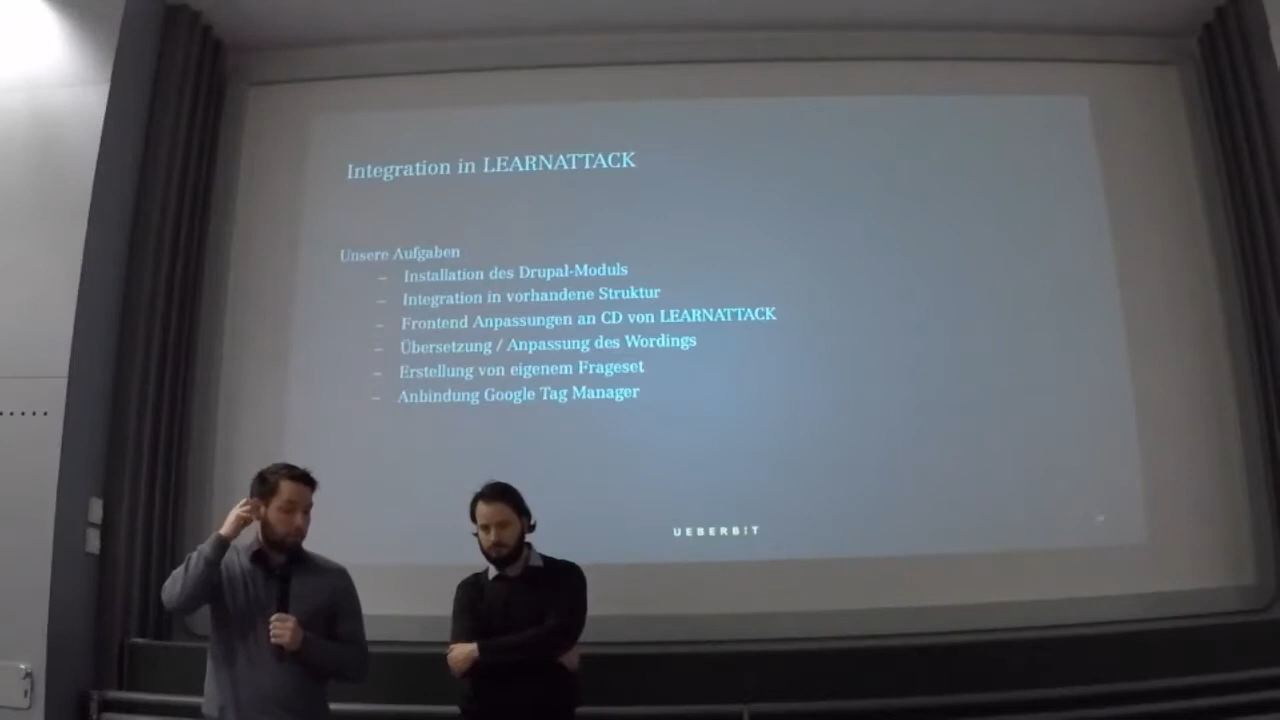 Integration in LEARNATTACK
Unsere Aufgaben
– Installation des Drupal-Moduls
– Integration in vorhandene Struktur
– Frontend Anpassungen an CD von LEARNATTACK
– Übersetzung / Anpassung des Wordings
– Erstellung von eigenem Frageset
– Anbindung Google Tag Manager
UEBERBIT